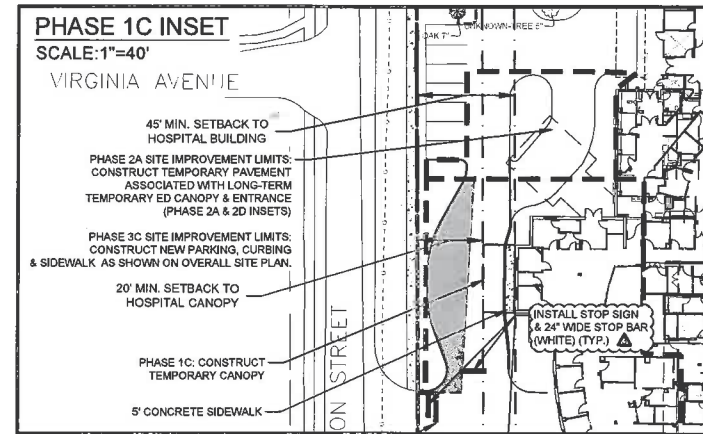 PHASE 1C INSET
SCALE:1"=40'
VIRGINIA AVENUE
OAK 7"
UNKNOWN-TREE 6"
45' MIN. SETBACK TO
HOSPITAL BUILDING
PHASE 2A SITE IMPROVEMENT LIMITS:
CONSTRUCT TEMPORARY PAVEMENT
ASSOCIATED WITH LONG-TERM
TEMPORARY ED CANOPY & ENTRANCE
(PHASE 2A & 2D INSETS)
PHASE 3C SITE IMPROVEMENT LIMITS:
CONSTRUCT NEW PARKING, CURBING
& SIDEWALK AS SHOWN ON OVERALL SITE PLAN.
20' MIN. SETBACK TO
HOSPITAL CANOPY
INSTALL STOP SIGN
& 24" WIDE STOP BAR
(WHITE) (TYP.)
PHASE 1C: CONSTRUCT
TEMPORARY CANOPY
5' CONCRETE SIDEWALK
ON STREET